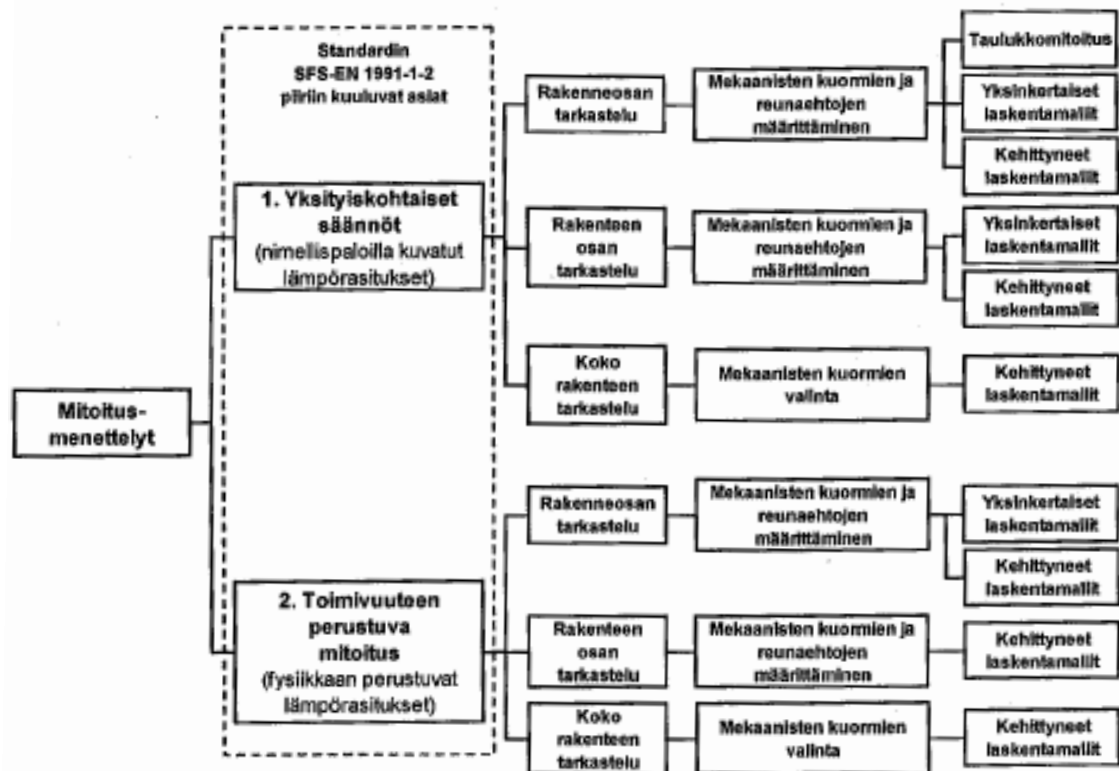 Standardin
SFS-EN 1991-1-2
piiriin kuuluvat asiat
Mitoitus-
menettelyt
1. Yksityiskohtaiset
säännöt
(nimellispaloilla kuvatut
lämpörasitukset)
Rakenneosan
tarkastelu
Mekaanisten kuormien ja
reunaehtojen
määrittäminen
Taulukkomitoitus
Yksinkertaiset
laskentamallit
Kehittyneet
laskentamallit
Rakenteen
osan
tarkastelu
Mekaanisten kuormien ja
reunaehtojen
määrittäminen
Yksinkertaiset
laskentamallit
Kehittyneet
laskentamallit
Koko
rakenteen
tarkastelu
Mekaanisten kuormien
valinta
Kehittyneet
laskentamallit
2. Toimivuuteen
perustuva
mitoitus
(fysiikkaan perustuvat
lämpörasitukset)
Rakenneosan
tarkastelu
Mekaanisten kuormien ja
reunaehtojen
määrittäminen
Yksinkertaiset
laskentamallit
Kehittyneet
laskentamallit
Rakenteen
osan
tarkastelu
Mekaanisten kuormien ja
reunaehtojen
määrittäminen
Kehittyneet
laskentamallit
Koko
rakenteen
tarkastelu
Mekaanisten kuormien
valinta
Kehittyneet
laskentamallit